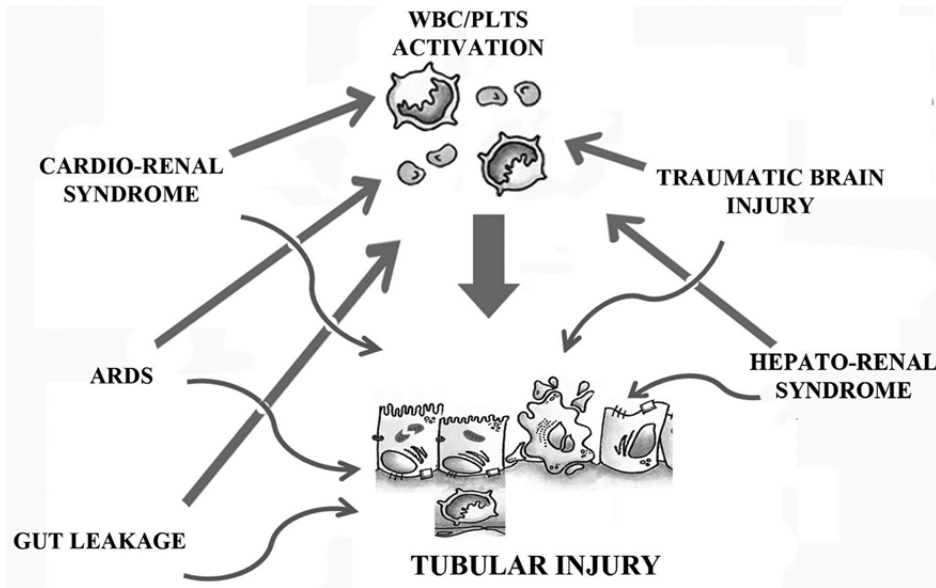 WBC/PLTS
ACTIVATION
CARDIO-RENAL
SYNDROME
TRAUMATIC BRAIN
INJURY
ARDS
HEPATO-RENAL
SYNDROME
GUT LEAKAGE
TUBULAR INJURY